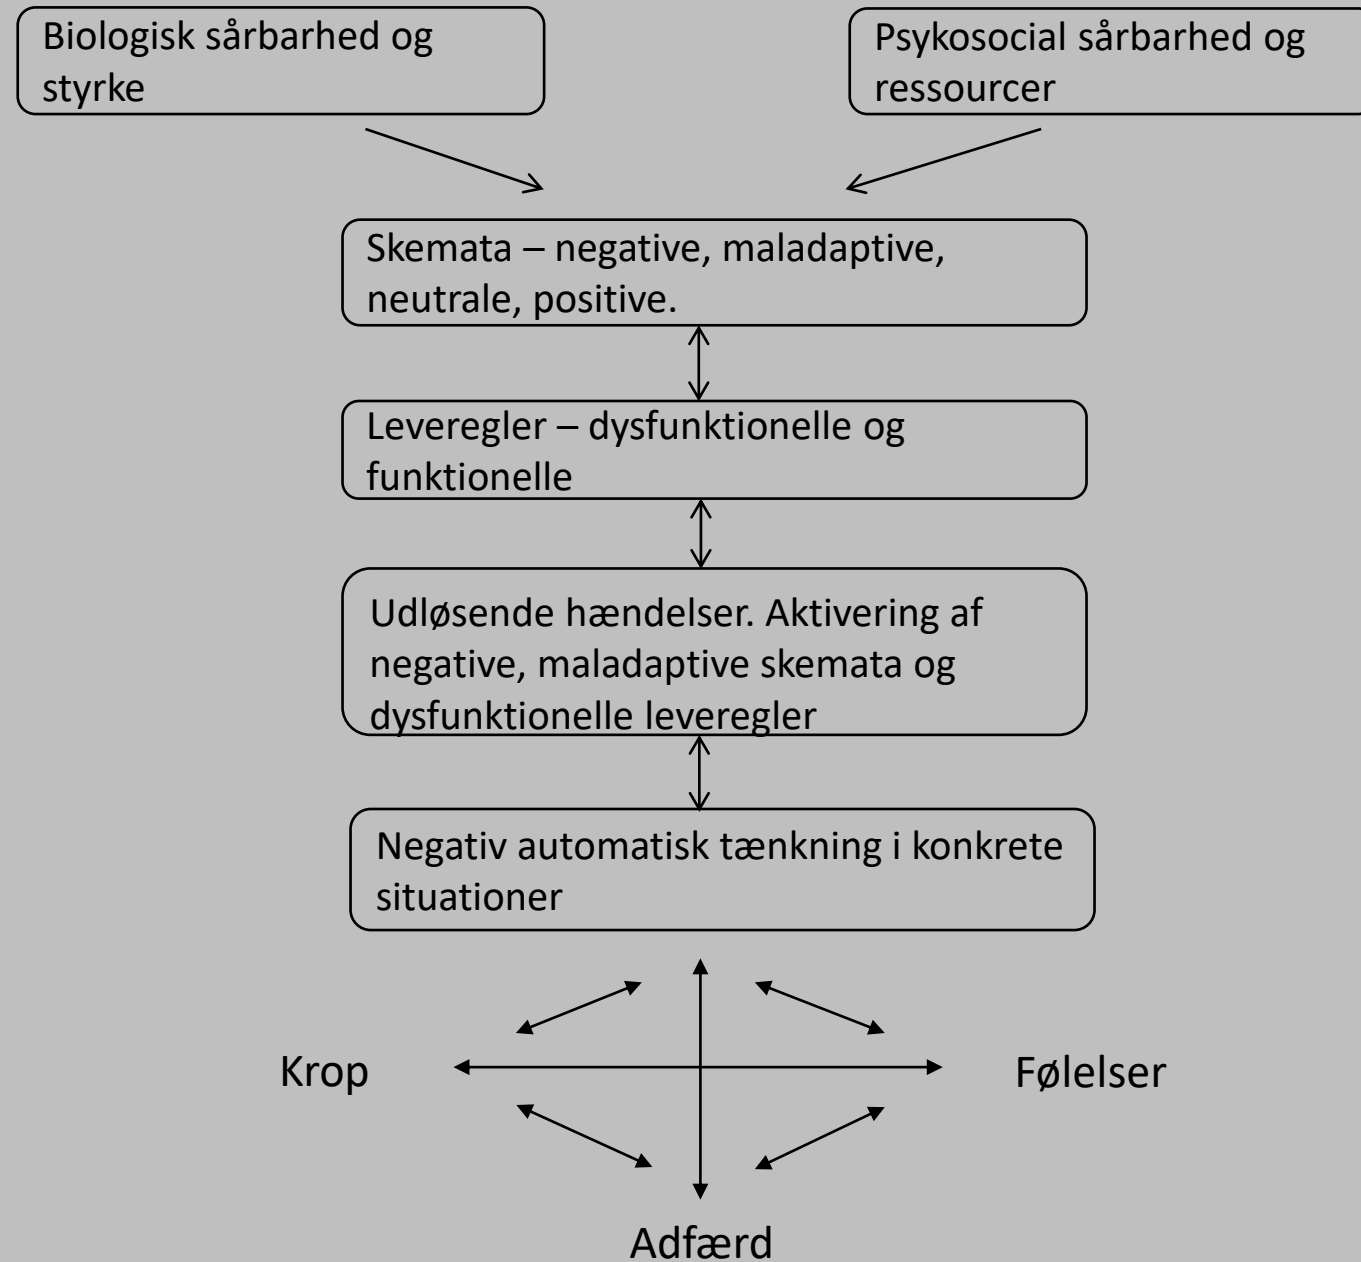 Biologisk sårbarhed og
styrke
Psykosocial sårbarhed og
ressourcer
Skemata – negative, maladaptive,
neutrale, positive.
Leveregler – dysfunktionelle og
funktionelle
Udløsende hændelser. Aktivering af
negative, maladaptive skemata og
dysfunktionelle leveregler
Negativ automatisk tænkning i konkrete
situationer
Krop
Følelser
Adfærd